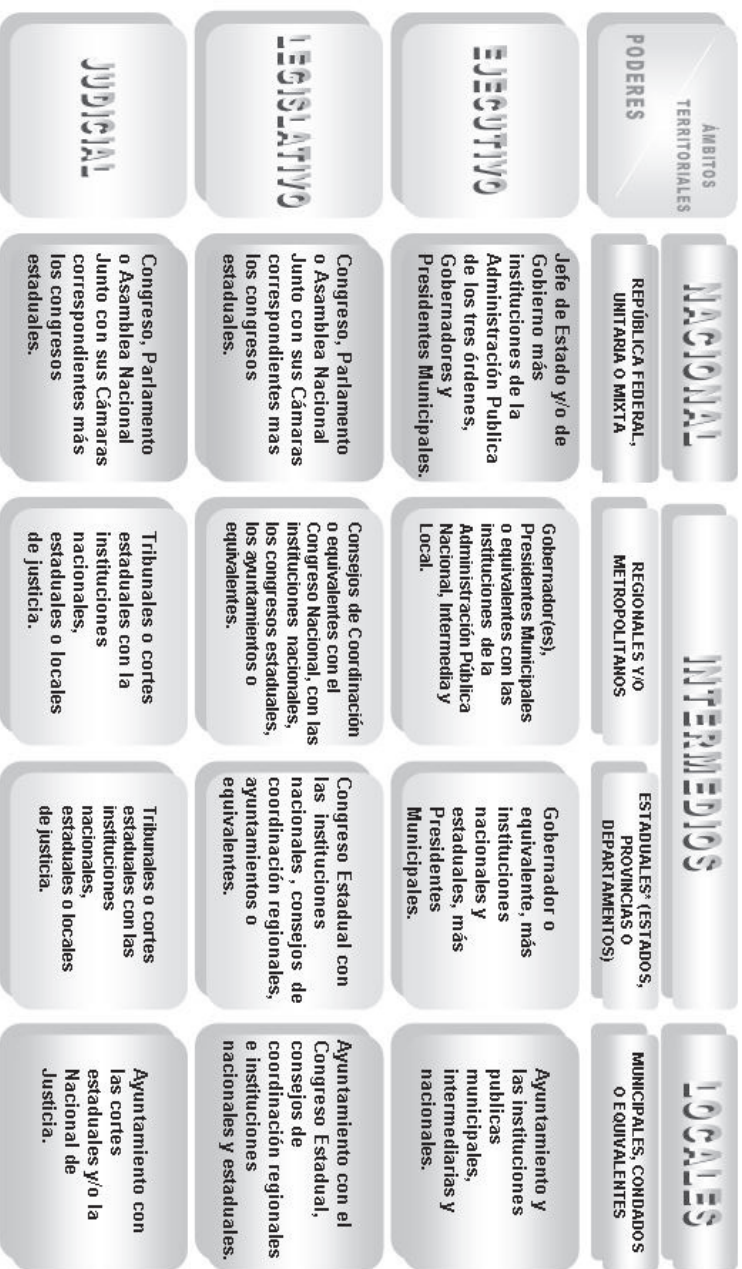 ÁMBITOS
TERRITORIALES
PODERES
NACIONAL
INTERMEDIOS
LOCALES
REPÚBLICA FEDERAL,
UNITARIA O MIXTA
REGIONALES Y/O
METROPOLITANOS
ESTADUALES* (ESTADOS,
PROVINCIAS O
DEPARTAMENTOS)
MUNICIPALES, CONDADOS
O EQUIVALENTES
EJECUTIVO
Jefe de Estado y/o de
Gobierno más
instituciones de la
Administración Publica
de los tres órdenes,
Gobernadores y
Presidentes Municipales.
Gobernador(es),
Presidentes Municipales
o equivalentes con las
instituciones de la
Administración Pública
Nacional, Intermedia y
Local.
Gobernador o
equivalente, más
instituciones
nacionales y
estaduales, más
Presidentes
Municipales.
Ayuntamiento y
las instituciones
publicas
municipales,
intermediarias y
nacionales.
LEGISLATIVO
Congreso, Parlamento
o Asamblea Nacional
Junto con sus Cámaras
correspondientes mas
los congresos
estaduales.
Consejos de Coordinación
o equivalentes con el
Congreso Nacional, con las
instituciones nacionales,
los congresos estaduales,
los ayuntamientos o
equivalentes.
Congreso Estadual con
las instituciones
nacionales , consejos de
coordinación regionales,
ayuntamientos o
equivalentes.
Ayuntamiento con el
Congreso Estadual,
consejos de
coordinación regionales
e instituciones
nacionales y estaduales.
JUDICIAL
Congreso, Parlamento
o Asamblea Nacional
Junto con sus Cámaras
correspondientes más
los congresos
estaduales.
Tribunales o cortes
estaduales con la
instituciones
nacionales,
estaduales o locales
de justicia.
Tribunales o cortes
estaduales con las
instituciones
nacionales,
estaduales o locales
de justicia.
Ayuntamiento con
las cortes
estaduales y/o la
Nacional de
Justicia.